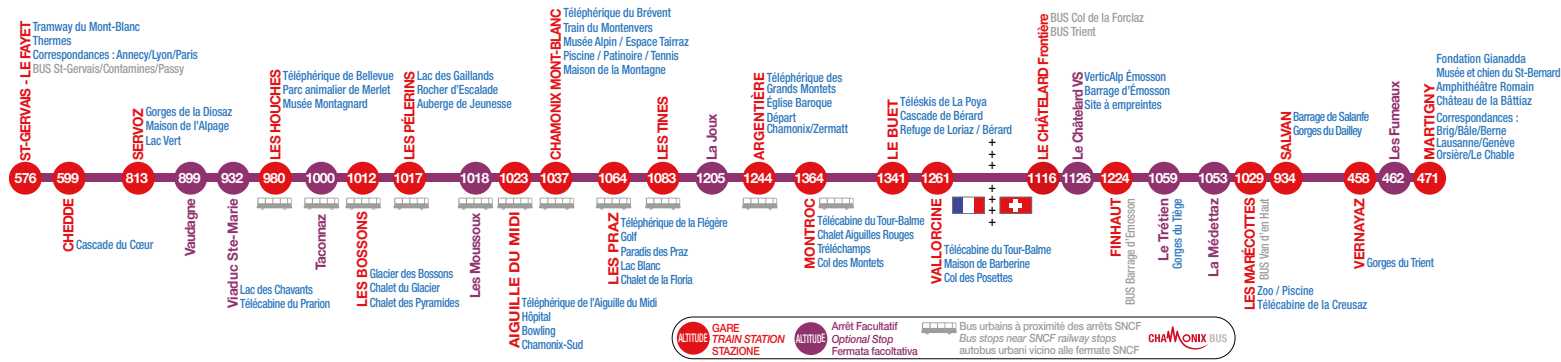 ST-GERVAIS - LE FAYET
Tramway du Mont-Blanc
Thermes
Correspondances : Annecy/Lyon/Paris
BUS St-Gervais/Contamines/Passy
576
599
CHEDDE
Cascade du Cœur
SERVOZ
Gorges de la Diosaz
Maison de l'Alpage
Lac Vert
813
899
Vaudagne
932
Viaduc Ste-Marie
Lac des Chavants
Télécabine du Prarion
LES HOUCHES
Téléphérique de Bellevue
Parc animalier de Merlet
Musée Montagnard
980
1000
Taconnaz
1012
LES BOSSONS
Glacier des Bossons
Chalet du Glacier
Chalet des Pyramides
LES PÉLERINS
Lac des Gaillands
Rocher d'Escalade
Auberge de Jeunesse
1017
1018
Les Moussoux
1023
AIGUILLE DU MIDI
Téléphérique de l'Aiguille du Midi
Hôpital
Bowling
Chamonix-Sud
CHAMONIX MONT-BLANC
Téléphérique du Brévent
Train du Montenvers
Musée Alpin / Espace Tairraz
Piscine / Patinoire / Tennis
Maison de la Montagne
1037
1064
LES PRAZ
Téléphérique de la Flégère
Golf
Paradis des Praz
Lac Blanc
Chalet de la Floria
LES TINES
1083
La Joux
1205
ARGENTIÈRE
Téléphérique des
Grands Montets
Église Baroque
Départ
Chamonix/Zermatt
1244
1364
MONTROC
Télécabine du Tour-Balme
Chalet Aiguilles Rouges
Tréléchamps
Col des Montets
LE BUET
Téléskis de La Poya
Cascade de Bérard
Refuge de Loriaz / Bérard
1341
1261
VALLORCINE
Télécabine du Tour-Balme
Maison de Barberine
Col des Posettes
LE CHÂTELARD Frontière
BUS Col de la Forclaz
BUS Trient
1116
Le Châtelard VS
VerticAlp Émosson
Barrage d'Émosson
Site à empreintes
1126
1224
FINHAUT
BUS Barrage d'Emosson
1059
Le Trétien
Gorges du Tiège
1053
La Médettaz
1029
LES MARÉCOTTES
BUS Van d'en Haut
Zoo / Piscine
Télécabine de la Creusaz
SALVAN
Barrage de Salanfe
Gorges du Dailley
934
458
VERNAYAZ
Gorges du Trient
Les Fumeaux
462
MARTIGNY
Fondation Gianadda
Musée et chien du St-Bernard
Amphithéâtre Romain
Château de la Bâttiaz
Correspondances :
Brig/Bâle/Berne
Lausanne/Genève
Orsière/Le Chable
471
ALTITUDE
GARE
TRAIN STATION
STAZIONE
ALTITUDE
Arrêt Facultatif
Optional Stop
Fermata facoltativa
Bus urbains à proximité des arrêts SNCF
Bus stops near SNCF railway stops
autobus urbani vicino alle fermate SNCF
CHAMONIX BUS